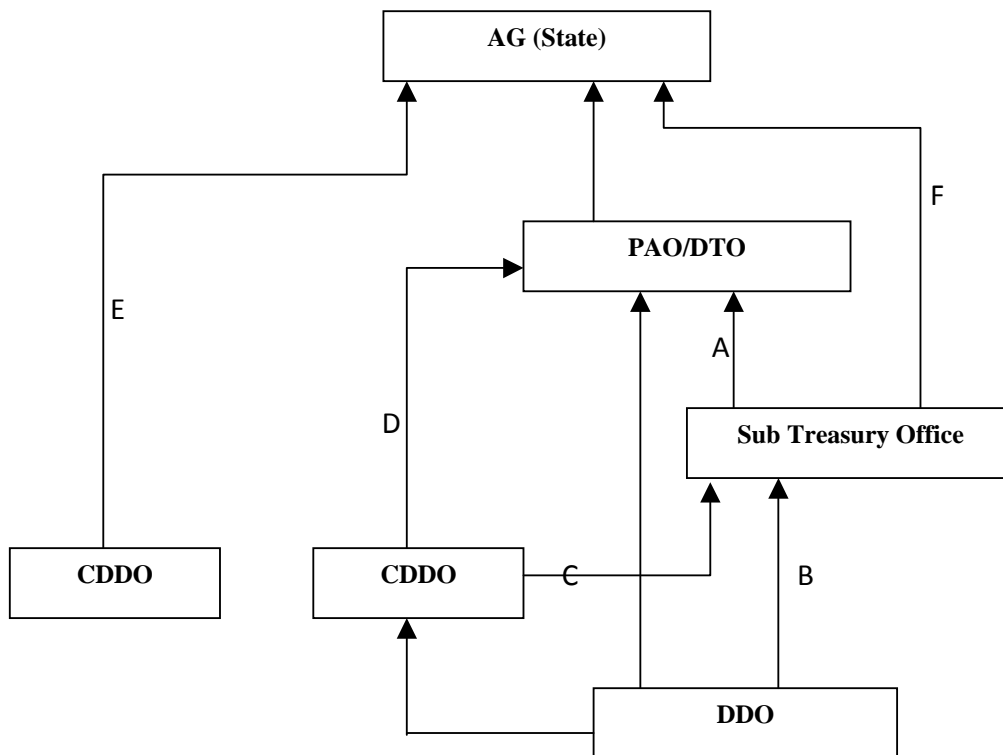 AG (State)
F
PAO/DTO
E
A
D
Sub Treasury Office
CDDO
CDDO
C
B
DDO